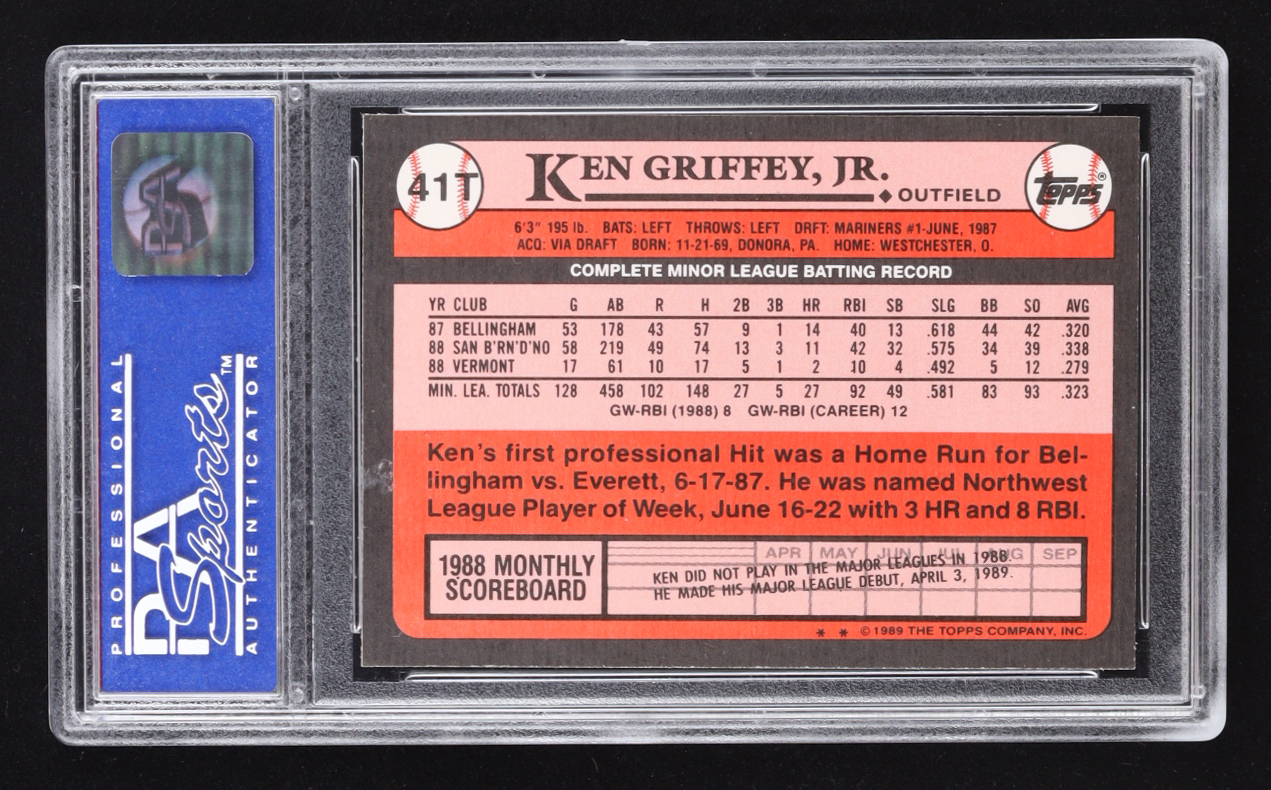 PSA
PROFESSIONAL
PSA Sports™
AUTHENTICATOR
41T
KEN GRIFFEY, JR.
◆ OUTFIELD
TOPPS®
6'3" 195 lb. BATS: LEFT THROWS: LEFT DRFT: MARINERS #1-JUNE, 1987
ACQ: VIA DRAFT BORN: 11-21-69, DONORA, PA. HOME: WESTCHESTER, O.
COMPLETE MINOR LEAGUE BATTING RECORD
YR CLUB G AB R H 2B 3B HR RBI SB SLG BB SO AVG
87 BELLINGHAM 53 178 43 57 9 1 14 40 13 .618 44 42 .320
88 SAN B'RN'D'NO 58 219 49 74 13 3 11 42 32 .575 34 39 .338
88 VERMONT 17 61 10 17 5 1 2 10 4 .492 5 12 .279
MIN. LEA. TOTALS 128 458 102 148 27 5 27 92 49 .581 83 93 .323
GW-RBI (1988) 8 GW-RBI (CAREER) 12
Ken's first professional Hit was a Home Run for Bel-
lingham vs. Everett, 6-17-87. He was named Northwest
League Player of Week, June 16-22 with 3 HR and 8 RBI.
1988 MONTHLY
SCOREBOARD
APR MAY JUN JUL AUG SEP
KEN DID NOT PLAY IN THE MAJOR LEAGUES IN 1988.
HE MADE HIS MAJOR LEAGUE DEBUT, APRIL 3, 1989.
* * © 1989 THE TOPPS COMPANY, INC.